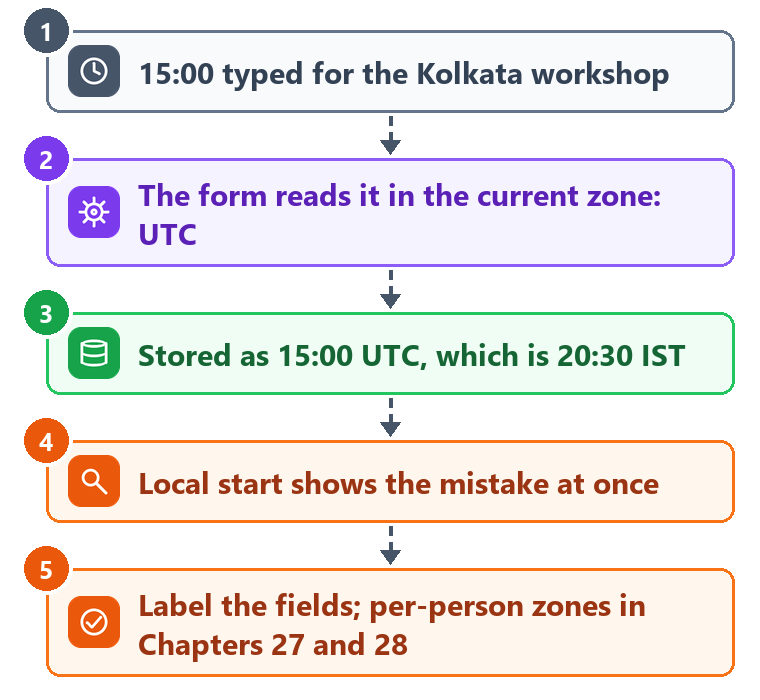 1
15:00 typed for the Kolkata workshop
2
The form reads it in the current zone:
UTC
3
Stored as 15:00 UTC, which is 20:30 IST
4
Local start shows the mistake at once
5
Label the fields; per-person zones in
Chapters 27 and 28